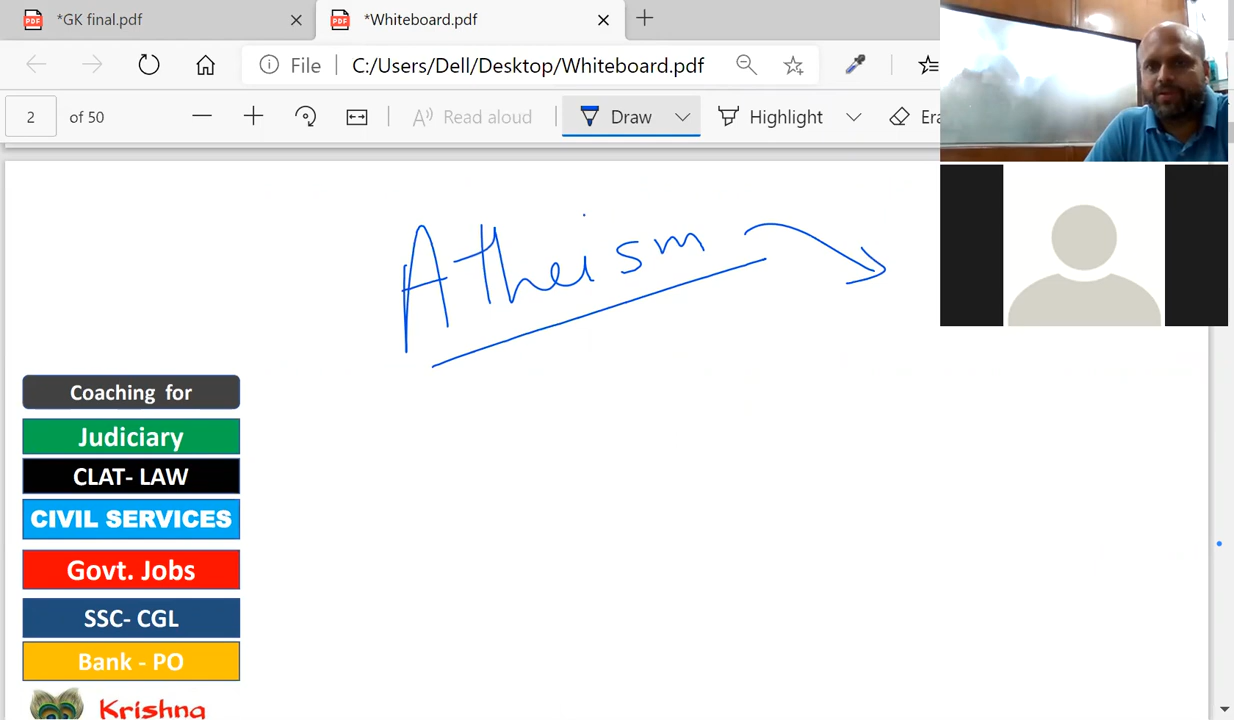 *GK final.pdf
*Whiteboard.pdf
File
C:/Users/Dell/Desktop/Whiteboard.pdf
2 of 50
Read aloud
Draw
Highlight
Era
Atheism
Coaching for
Judiciary
CLAT- LAW
CIVIL SERVICES
Govt. Jobs
SSC- CGL
Bank - PO
Krishna